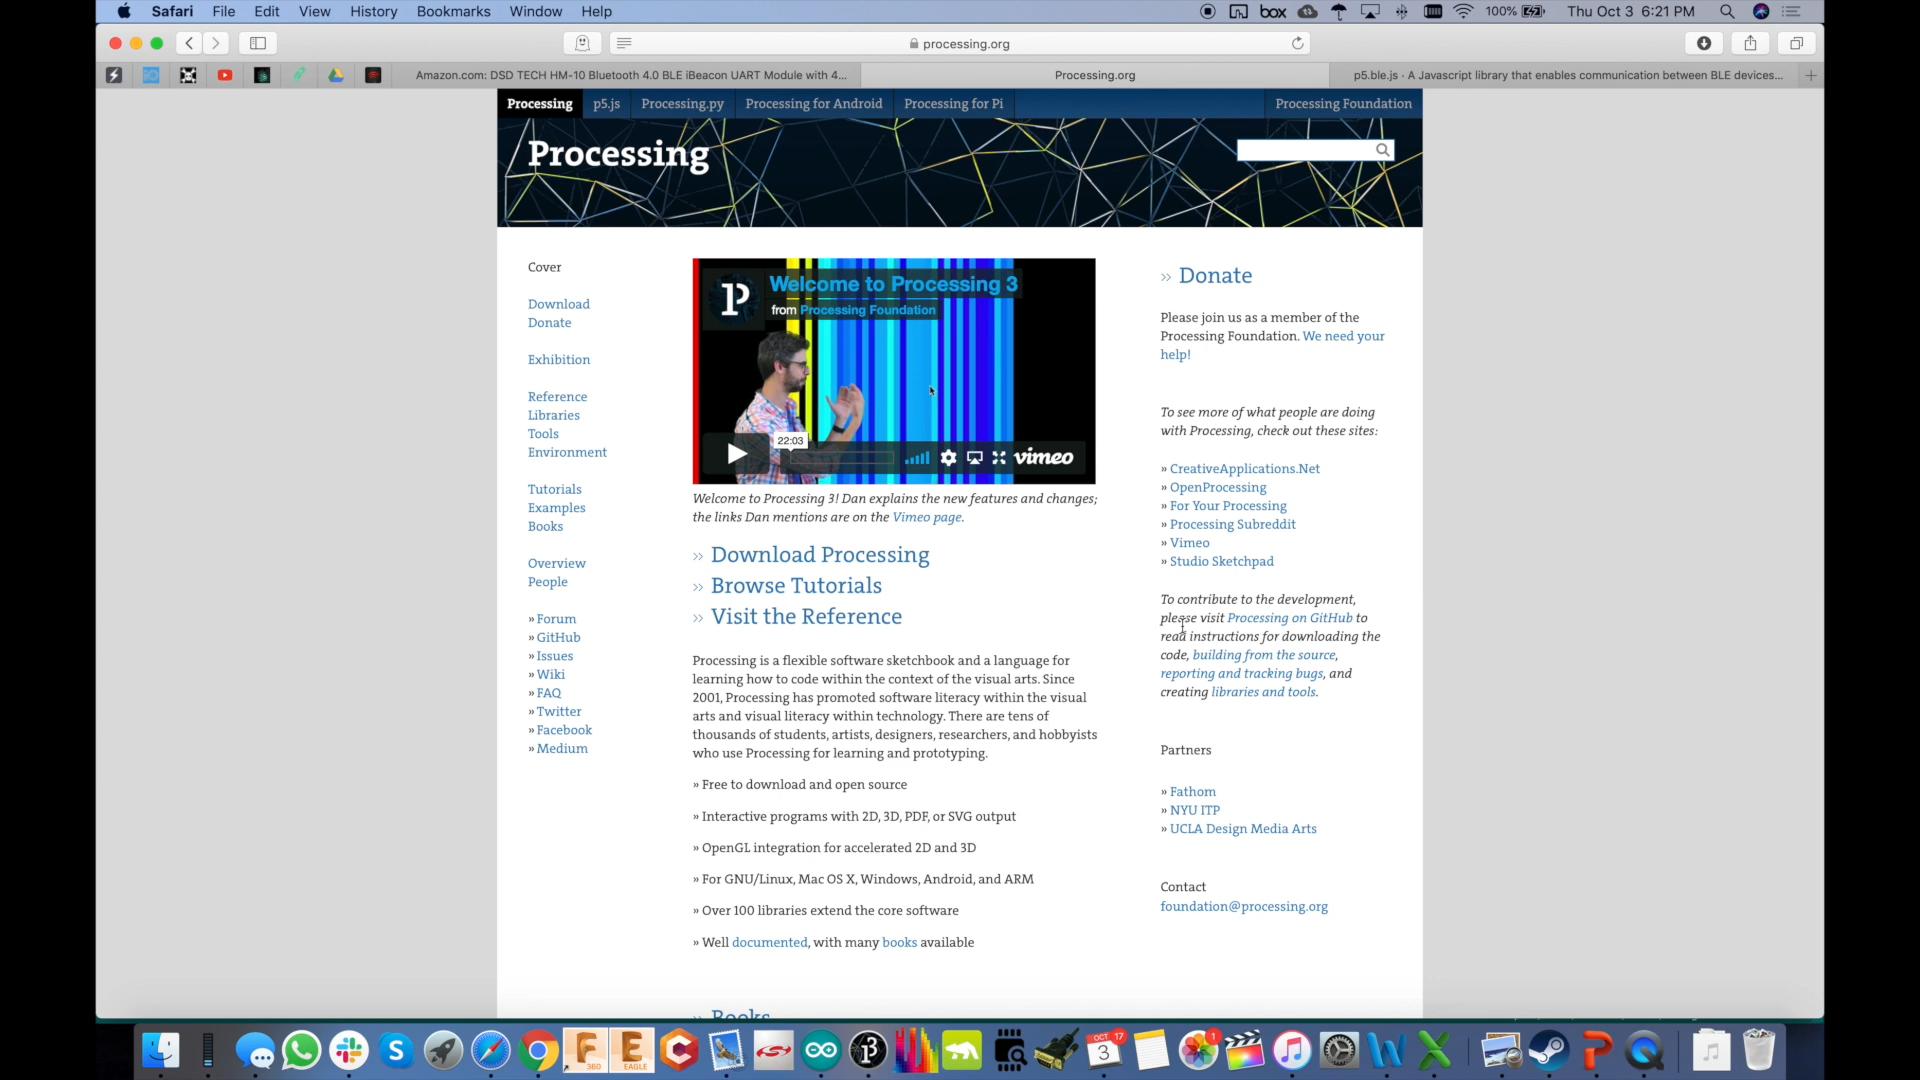 Safari File Edit View History Bookmarks Window Help
box 100% Thu Oct 3 6:21 PM
processing.org
Amazon.com: DSD TECH HM-10 Bluetooth 4.0 BLE iBeacon UART Module with 4...
Processing.org
p5.ble.js · A Javascript library that enables communication between BLE devices...
Processing p5.js Processing.py Processing for Android Processing for Pi Processing Foundation
Processing
Cover
Download
Donate
Exhibition
Reference
Libraries
Tools
Environment
Tutorials
Examples
Books
Overview
People
» Forum
» GitHub
» Issues
» Wiki
» FAQ
» Twitter
» Facebook
» Medium
Welcome to Processing 3
from Processing Foundation
22:03
vimeo
Welcome to Processing 3! Dan explains the new features and changes;
the links Dan mentions are on the Vimeo page.
» Download Processing
» Browse Tutorials
» Visit the Reference
Processing is a flexible software sketchbook and a language for
learning how to code within the context of the visual arts. Since
2001, Processing has promoted software literacy within the visual
arts and visual literacy within technology. There are tens of
thousands of students, artists, designers, researchers, and hobbyists
who use Processing for learning and prototyping.
» Free to download and open source
» Interactive programs with 2D, 3D, PDF, or SVG output
» OpenGL integration for accelerated 2D and 3D
» For GNU/Linux, Mac OS X, Windows, Android, and ARM
» Over 100 libraries extend the core software
» Well documented, with many books available
» Books
» Donate
Please join us as a member of the
Processing Foundation. We need your
help!
To see more of what people are doing
with Processing, check out these sites:
» CreativeApplications.Net
» OpenProcessing
» For Your Processing
» Processing Subreddit
» Vimeo
» Studio Sketchpad
To contribute to the development,
please visit Processing on GitHub to
read instructions for downloading the
code, building from the source,
reporting and tracking bugs, and
creating libraries and tools.
Partners
» Fathom
» NYU ITP
» UCLA Design Media Arts
Contact
foundation@processing.org
F 360
E EAGLE
OCT 17
3
1